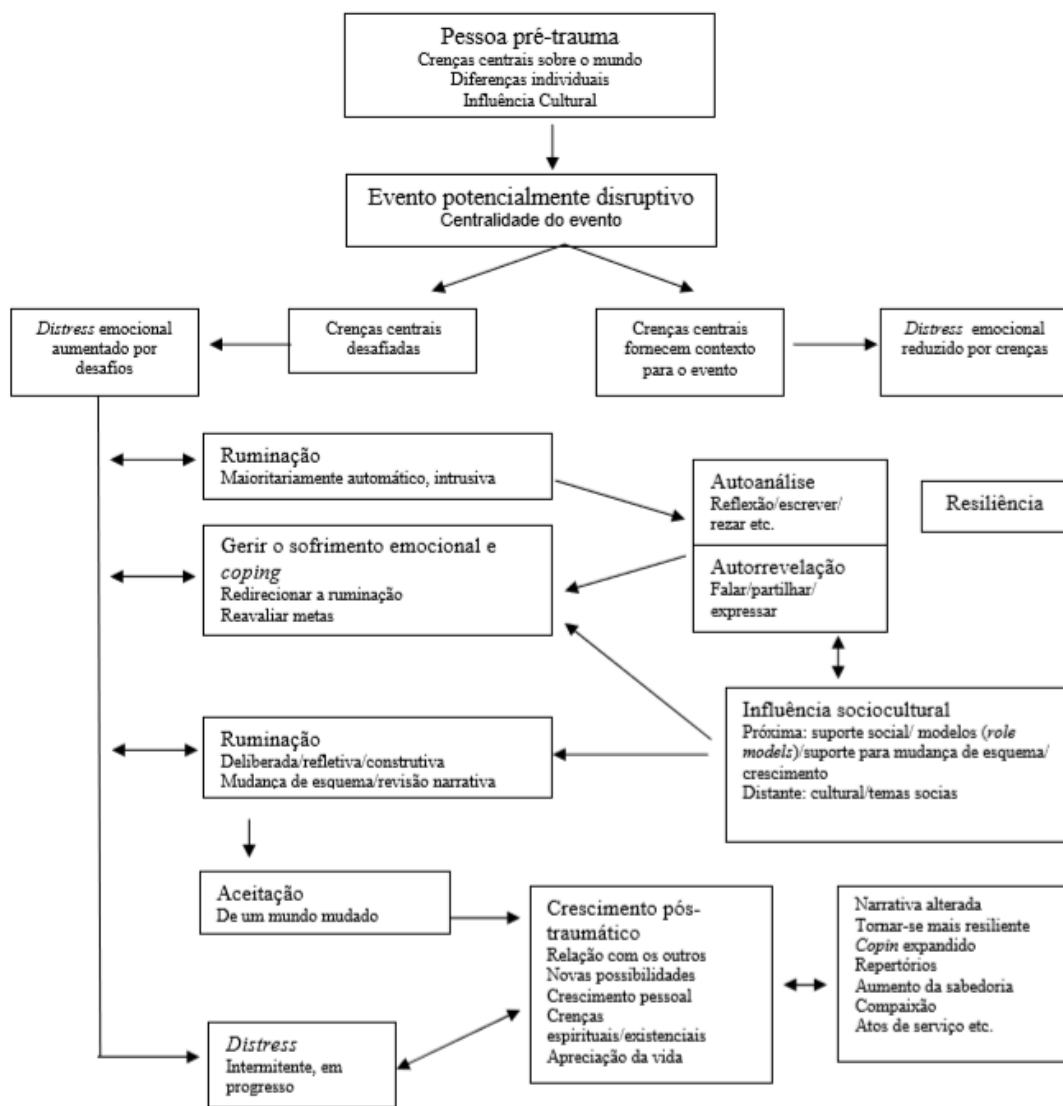 Pessoa pré-trauma
Crenças centrais sobre o mundo
Diferenças individuais
Influência Cultural
Evento potencialmente disruptivo
Centralidade do evento
Distress emocional
aumentado por
desafios
Crenças centrais
desafiadas
Crenças centrais
fornecem contexto
para o evento
Distress emocional
reduzido por crenças
Ruminação
Maioritariamente automático, intrusiva
Autoanálise
Reflexão/escrever/
rezar etc.
Resiliência
Gerir o sofrimento emocional e
coping
Redirecionar a ruminação
Reavaliar metas
Autorrevelação
Falar/partilhar/
expressar
Influência sociocultural
Próxima: suporte social/ modelos (role
models)/suporte para mudança de esquema/
crescimento
Distante: cultural/temas socias
Ruminação
Deliberada/refletiva/construtiva
Mudança de esquema/revisão narrativa
Aceitação
De um mundo mudado
Crescimento pós-
traumático
Relação com os outros
Novas possibilidades
Crescimento pessoal
Crenças
espirituais/existenciais
Apreciação da vida
Narrativa alterada
Tornar-se mais resiliente
Copin expandido
Repertórios
Aumento da sabedoria
Compaixão
Atos de serviço etc.
Distress
Intermitente, em
progresso